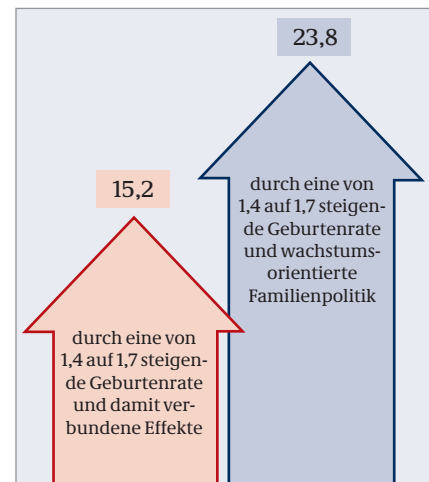 23,8
durch eine von
1,4 auf 1,7 steigen-
de Geburtenrate
und wachstums-
orientierte
Familienpolitik
15,2
durch eine von
1,4 auf 1,7 steigen-
de Geburtenrate
und damit ver-
bundene Effekte